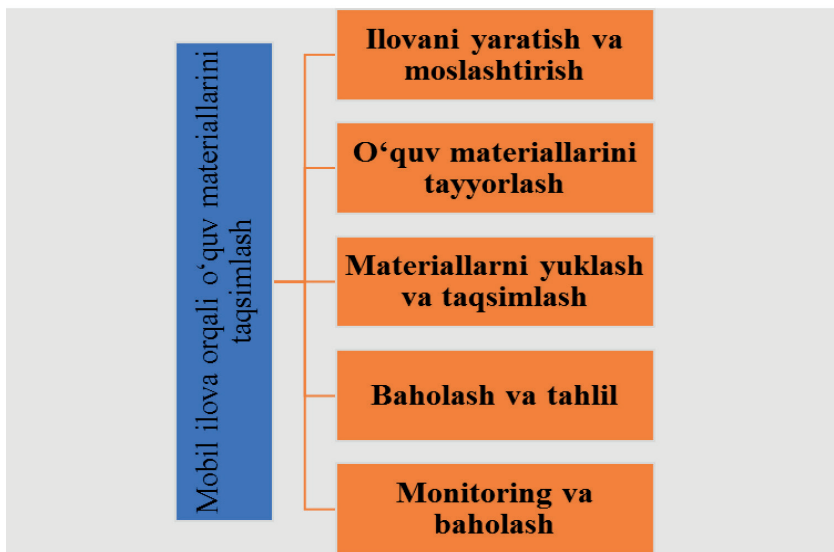 Mobil ilova orqali o‘quv materiallarini
taqsimlash
Ilovani yaratish va
moslashtirish
O‘quv materiallarini
tayyorlash
Materiallarni yuklash
va taqsimlash
Baholash va tahlil
Monitoring va
baholash